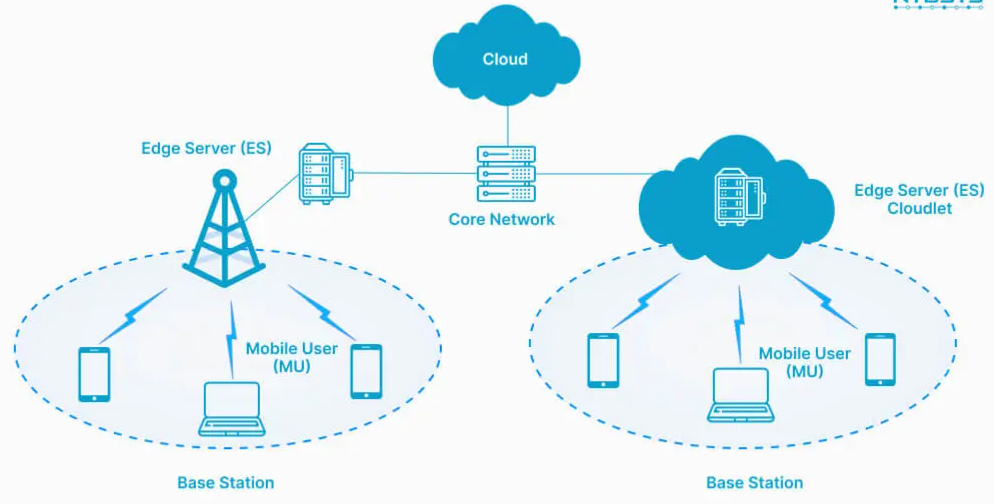 Cloud
Edge Server (ES)
Core Network
Edge Server (ES)
Cloudlet
Mobile User
(MU)
Mobile User
(MU)
Base Station
Base Station